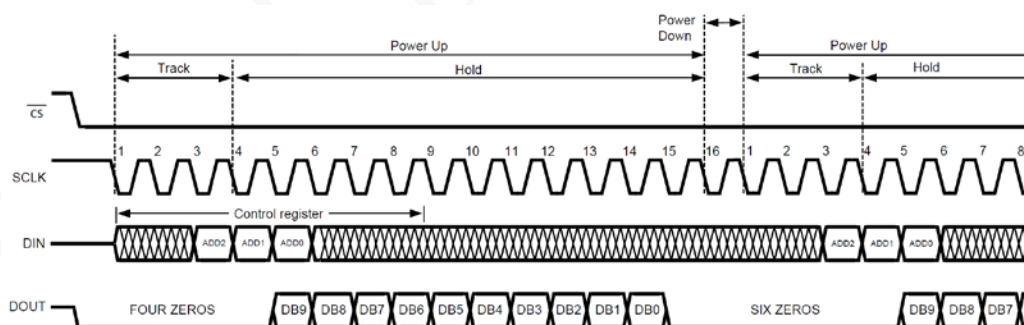 Power
Down
Power Up
Power Up
Track
Hold
Track
Hold
CS
1 2 3 4 5 6 7 8 9 10 11 12 13 14 15 16 1 2 3 4 5 6 7 8
SCLK
Control register
DIN
ADD2 ADD1 ADD0 ADD2 ADD1 ADD0
DOUT
FOUR ZEROS DB9 DB8 DB7 DB6 DB5 DB4 DB3 DB2 DB1 DB0 SIX ZEROS DB9 DB8 DB7